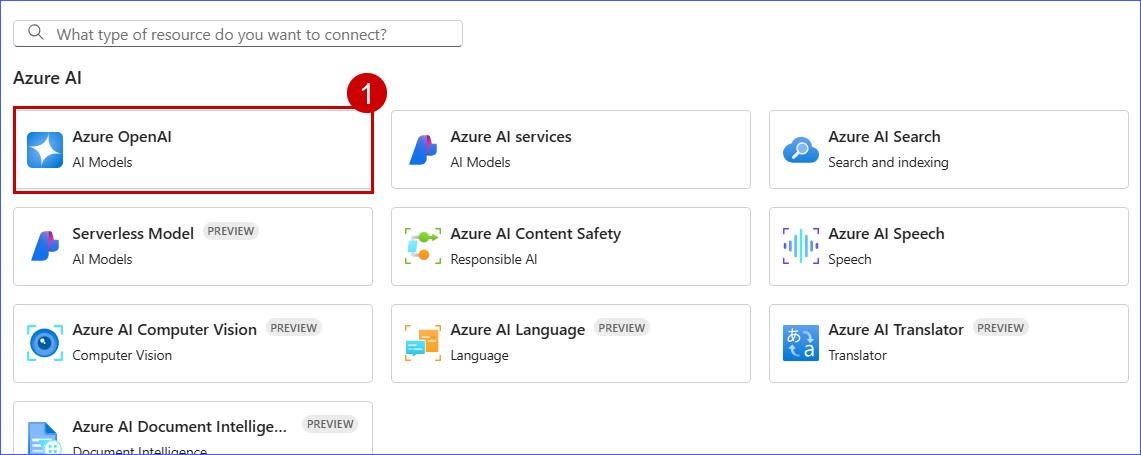 What type of resource do you want to connect?
Azure AI
1
Azure OpenAI
AI Models
Azure AI services
AI Models
Azure AI Search
Search and indexing
Serverless Model PREVIEW
AI Models
Azure AI Content Safety
Responsible AI
Azure AI Speech
Speech
Azure AI Computer Vision PREVIEW
Computer Vision
Azure AI Language PREVIEW
Language
あ
a
Azure AI Translator PREVIEW
Translator
Azure AI Document Intellige... PREVIEW
Document Intelligence